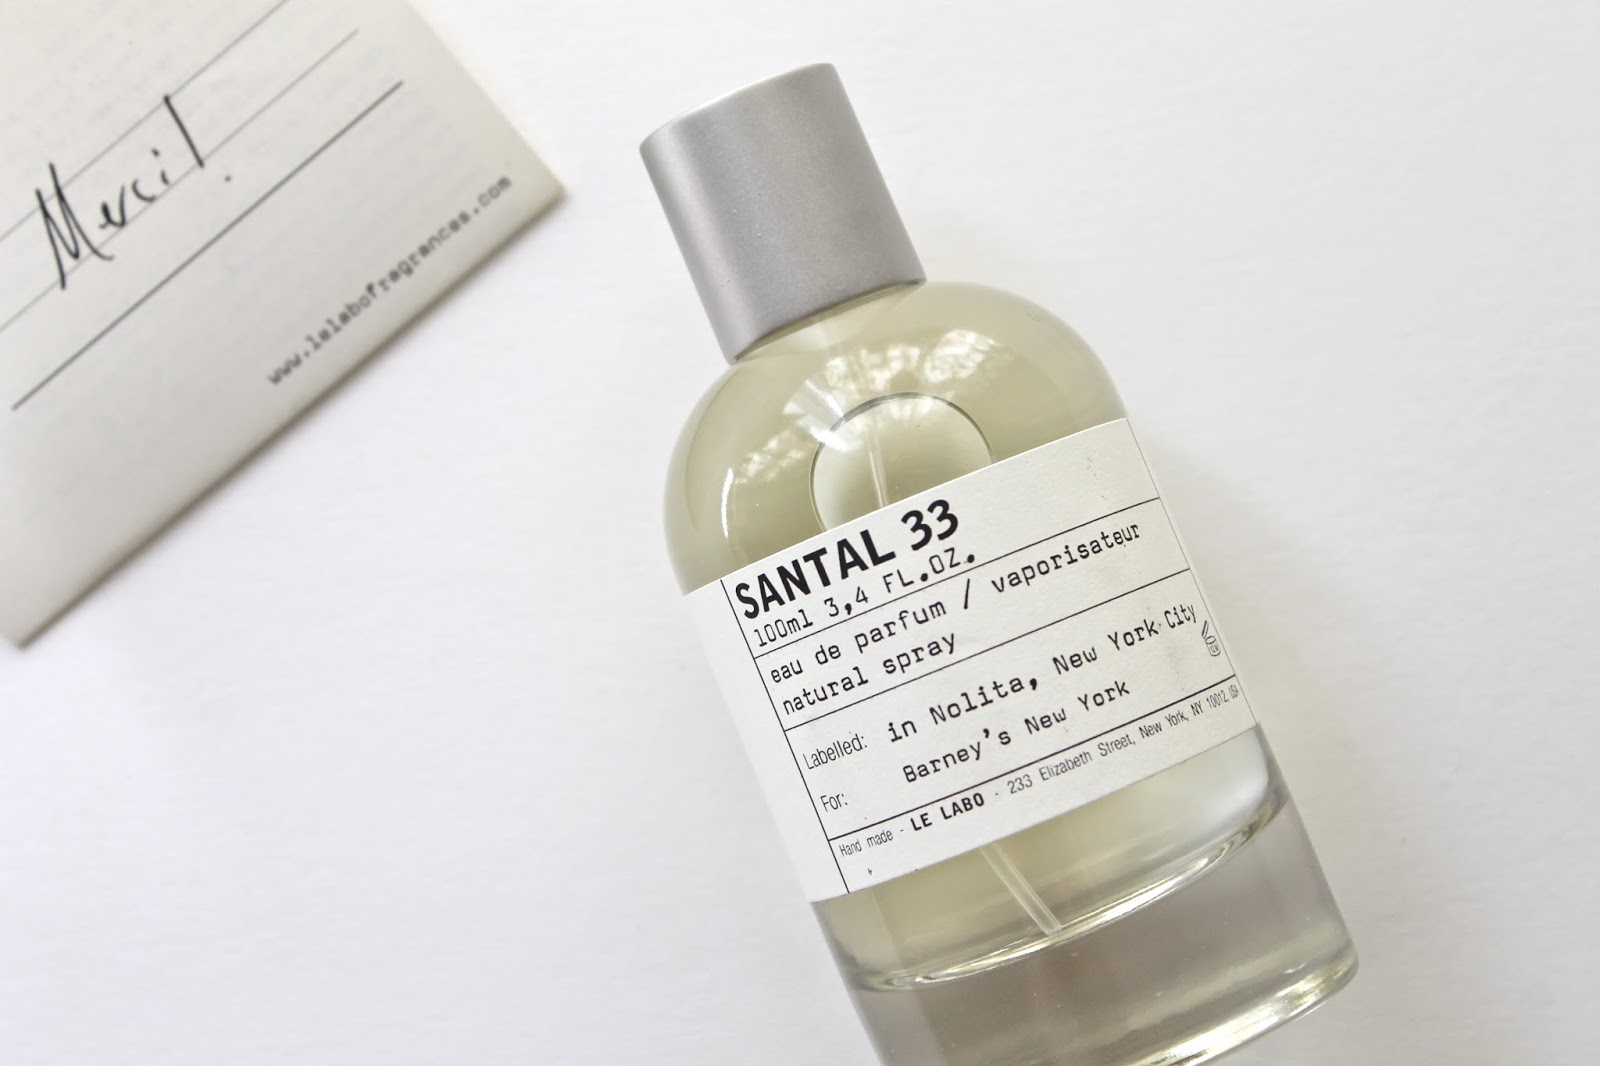 Merci!
www.lelabofragrances.com
SANTAL 33
100ml 3,4 FL.OZ.
eau de parfum / vaporisateur
natural spray
Labelled: in Nolita, New York City
For: Barney's New York
Hand made - LE LABO - 233 Elizabeth Street, New York, NY 10012, USA